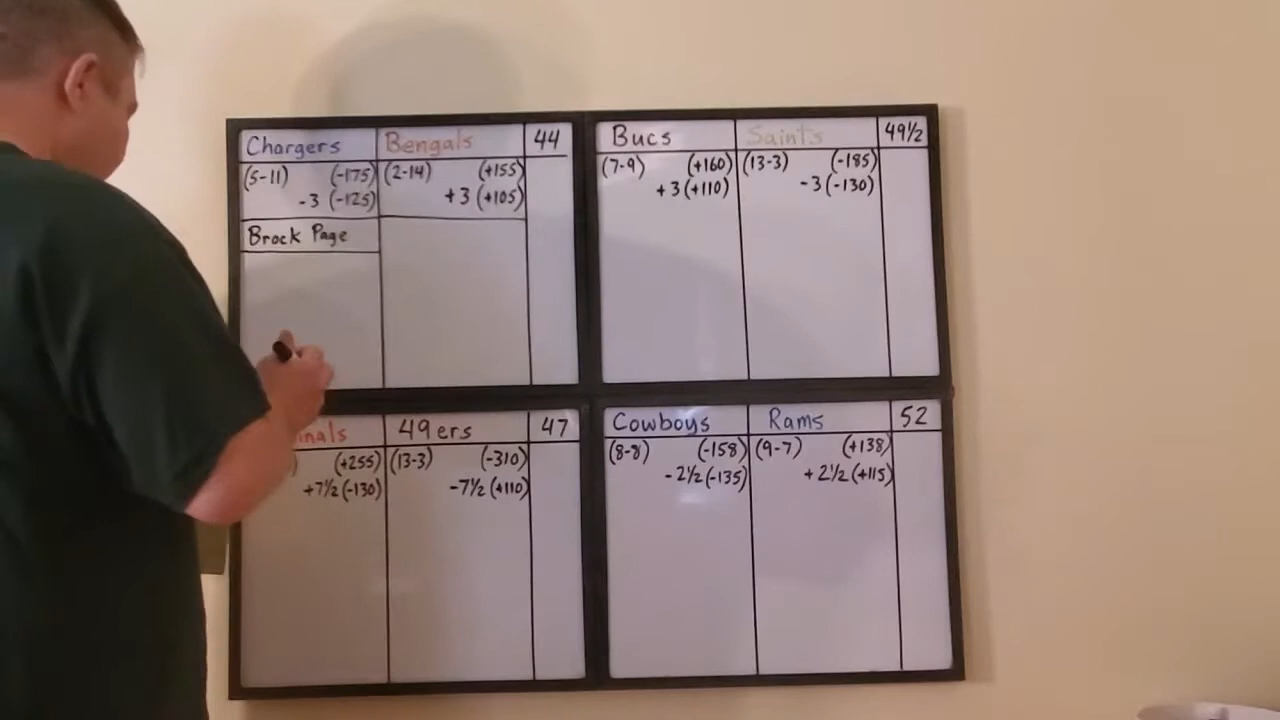 Chargers Bengals 44
(5-11) (-175) (2-14) (+155)
-3 (-125) +3 (+105)
Brock Page
Bucs Saints 49½
(7-9) (+160) (13-3) (-185)
+3 (+110) -3 (-130)
49ers 47
(+255) (13-3) (-310)
+7½ (-130) -7½ (+110)
Cowboys Rams 52
(8-8) (-158) (9-7) (+138)
-2½ (-135) +2½ (+115)